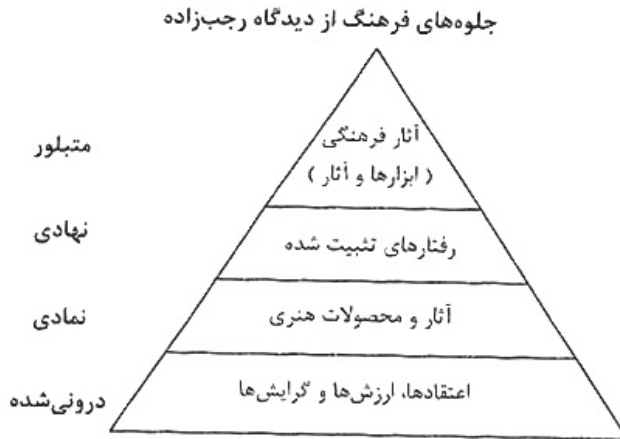 جلوه‌های فرهنگ از دیدگاه رجب‌زاده
متبلور
آثار فرهنگی
( ابزارها و آثار )
نهادی
رفتارهای تثبیت شده
نمادی
آثار و محصولات هنری
درونی‌شده
اعتقادها، ارزش‌ها و گرایش‌ها